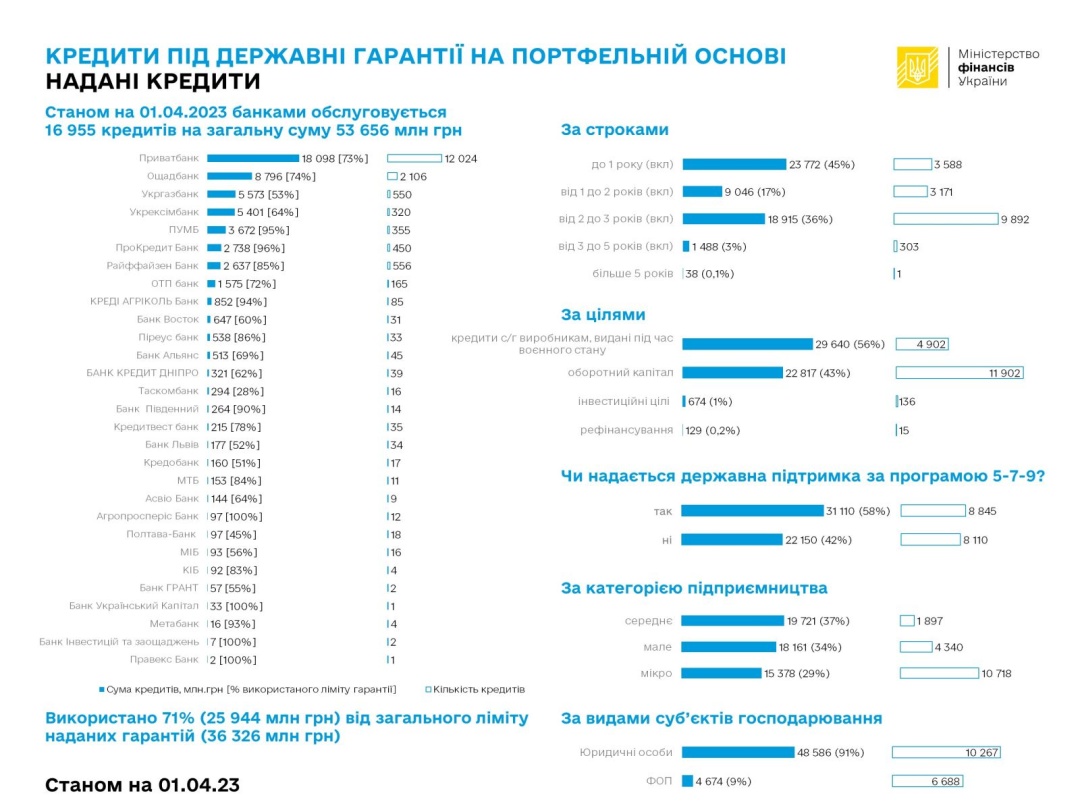 КРЕДИТИ ПІД ДЕРЖАВНІ ГАРАНТІЇ НА ПОРТФЕЛЬНІЙ ОСНОВІ
НАДАНІ КРЕДИТИ
Міністерство
фінансів
України
Станом на 01.04.2023 банками обслуговується
16 955 кредитів на загальну суму 53 656 млн грн
Приватбанк 18 098 [73%] 12 024
Ощадбанк 8 796 [74%] 2 106
Укргазбанк 5 573 [53%] 550
Укрексімбанк 5 401 [64%] 320
ПУМБ 3 672 [95%] 355
ПроКредит Банк 2 738 [96%] 450
Райффайзен Банк 2 637 [85%] 556
ОТП банк 1 575 [72%] 165
КРЕДІ АГРІКОЛЬ Банк 852 [94%] 85
Банк Восток 647 [60%] 31
Піреус банк 538 [86%] 33
Банк Альянс 513 [69%] 45
БАНК КРЕДИТ ДНІПРО 321 [62%] 39
Таскомбанк 294 [28%] 16
Банк Південний 264 [90%] 14
Кредитвест банк 215 [78%] 35
Банк Львів 177 [52%] 34
Кредобанк 160 [51%] 17
МТБ 153 [84%] 11
Асвіо Банк 144 [64%] 9
Агропросперіс Банк 97 [100%] 12
Полтава-Банк 97 [45%] 18
МІБ 93 [56%] 16
КІБ 92 [83%] 4
Банк ГРАНТ 57 [55%] 2
Банк Український Капітал 33 [100%] 1
Метабанк 16 [93%] 4
Банк Інвестицій та заощаджень 7 [100%] 2
Правекс Банк 2 [100%] 1
Сума кредитів, млн.грн [% використаного ліміту гарантії] Кількість кредитів
Використано 71% (25 944 млн грн) від загального ліміту
наданих гарантій (36 326 млн грн)
Станом на 01.04.23
За строками
до 1 року (вкл) 23 772 (45%) 3 588
від 1 до 2 років (вкл) 9 046 (17%) 3 171
від 2 до 3 років (вкл) 18 915 (36%) 9 892
від 3 до 5 років (вкл) 1 488 (3%) 303
більше 5 років 38 (0,1%) 1
За цілями
кредити с/г виробникам, видані під час
воєнного стану 29 640 (56%) 4 902
оборотний капітал 22 817 (43%) 11 902
інвестиційні цілі 674 (1%) 136
рефінансування 129 (0,2%) 15
Чи надається державна підтримка за програмою 5-7-9?
так 31 110 (58%) 8 845
ні 22 150 (42%) 8 110
За категорією підприємництва
середнє 19 721 (37%) 1 897
мале 18 161 (34%) 4 340
мікро 15 378 (29%) 10 718
За видами суб’єктів господарювання
Юридичні особи 48 586 (91%) 10 267
ФОП 4 674 (9%) 6 688